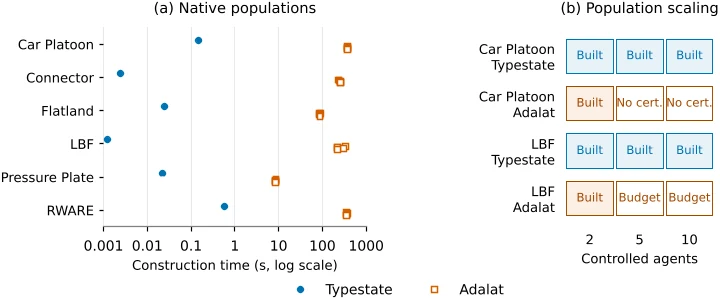 (a) Native populations
Car Platoon
Connector
Flatland
LBF
Pressure Plate
RWARE
0.001 0.01 0.1 1 10 100 1000
Construction time (s, log scale)
Typestate Adalat
(b) Population scaling
Car Platoon
Typestate
Built Built Built
Car Platoon
Adalat
Built No cert. No cert.
LBF
Typestate
Built Built Built
LBF
Adalat
Built Budget Budget
2 5 10
Controlled agents